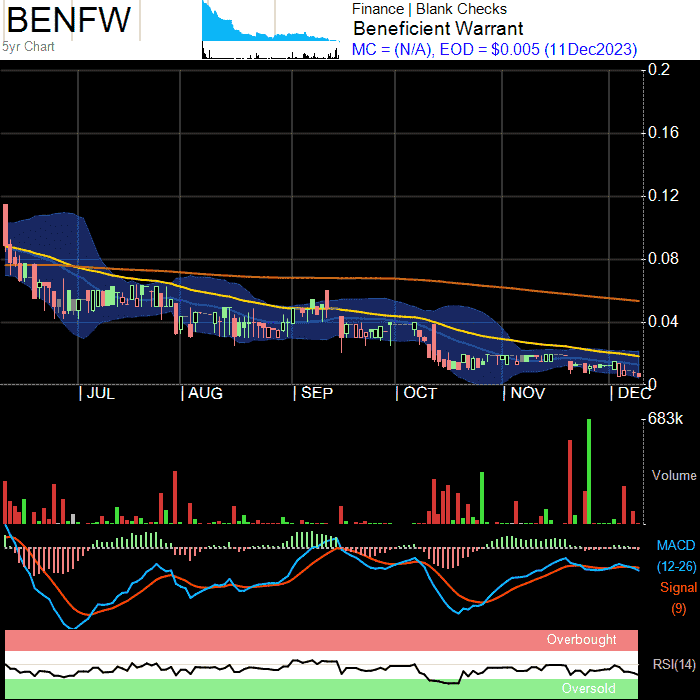 BENFW
5yr Chart
Finance | Blank Checks
Beneficient Warrant
MC = (N/A), EOD = $0.005 (11Dec2023)
0.2
0.16
0.12
0.08
0.04
0
JUL AUG SEP OCT NOV DEC
683k
Volume
MACD
(12-26)
Signal
(9)
Overbought
RSI(14)
Oversold